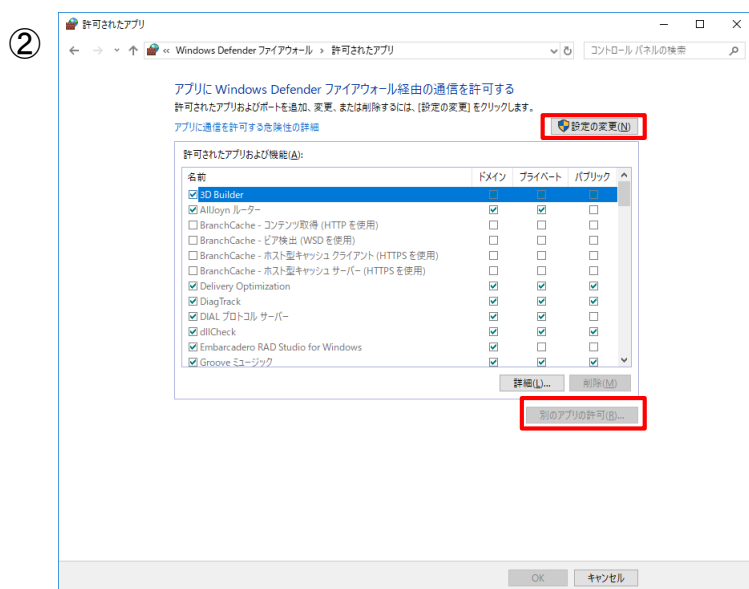 ②
許可されたアプリ
« Windows Defender ファイアウォール › 許可されたアプリ
コントロール パネルの検索
アプリに Windows Defender ファイアウォール経由の通信を許可する
許可されたアプリおよびポートを追加、変更、または削除するには、[設定の変更] をクリックします。
アプリに通信を許可する危険性の詳細
設定の変更(N)
許可されたアプリおよび機能(A):
名前 ドメイン プライベート パブリック
3D Builder
AllJoyn ルーター
BranchCache - コンテンツ取得 (HTTP を使用)
BranchCache - ピア検出 (WSD を使用)
BranchCache - ホスト型キャッシュ クライアント (HTTPS を使用)
BranchCache - ホスト型キャッシュ サーバー (HTTPS を使用)
Delivery Optimization
DiagTrack
DIAL プロトコル サーバー
dllCheck
Embarcadero RAD Studio for Windows
Groove ミュージック
詳細(L)... 削除(M)
別のアプリの許可(R)...
OK キャンセル